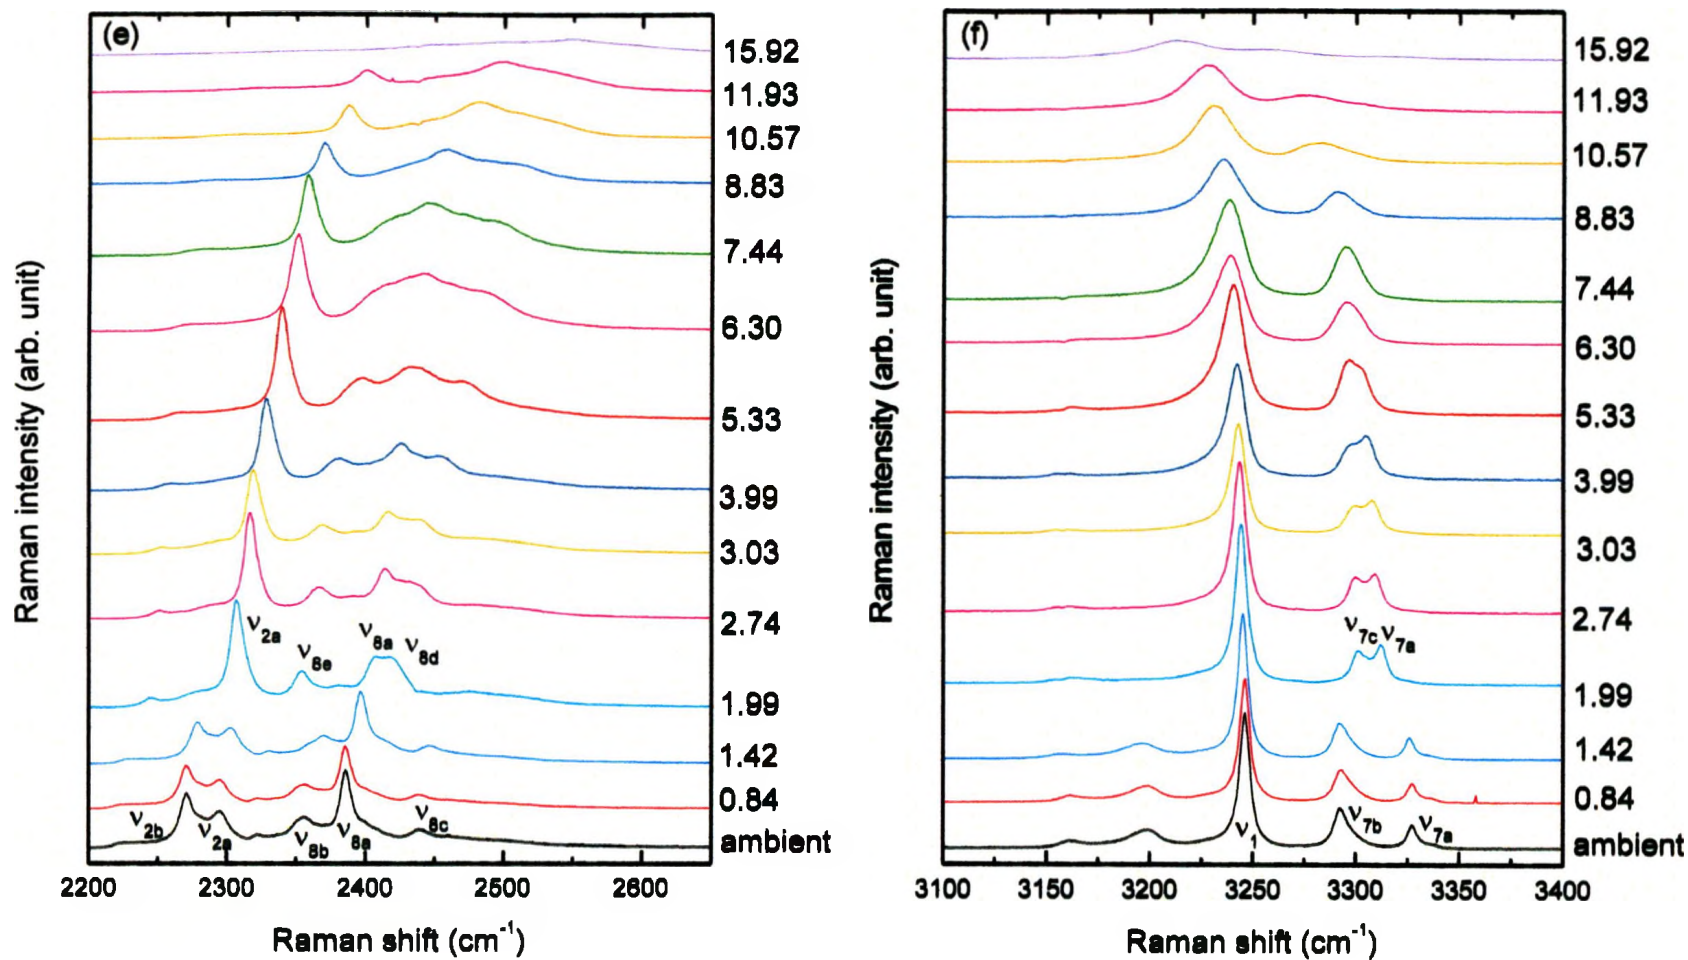 (e)
15.92
11.93
10.57
8.83
7.44
6.30
5.33
3.99
3.03
2.74
1.99
1.42
0.84
ambient
ν2a
ν8e
ν8a
ν8d
ν2b
ν2a
ν8b
ν8a
ν8c
2200 2300 2400 2500 2600
Raman shift (cm-1)
Raman intensity (arb. unit)
(f)
15.92
11.93
10.57
8.83
7.44
6.30
5.33
3.99
3.03
2.74
1.99
1.42
0.84
ambient
ν7c
ν7a
ν1
ν7b
ν7a
3100 3150 3200 3250 3300 3350 3400
Raman shift (cm-1)
Raman intensity (arb. unit)